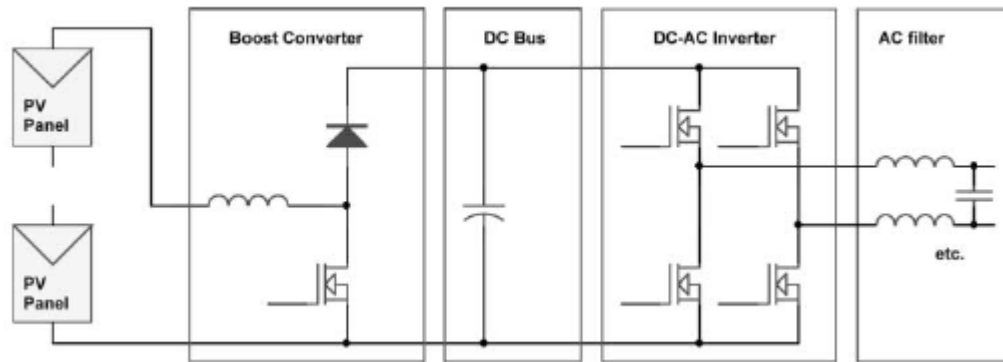 Boost Converter
DC Bus
DC-AC Inverter
AC filter
PV
Panel
PV
Panel
etc.